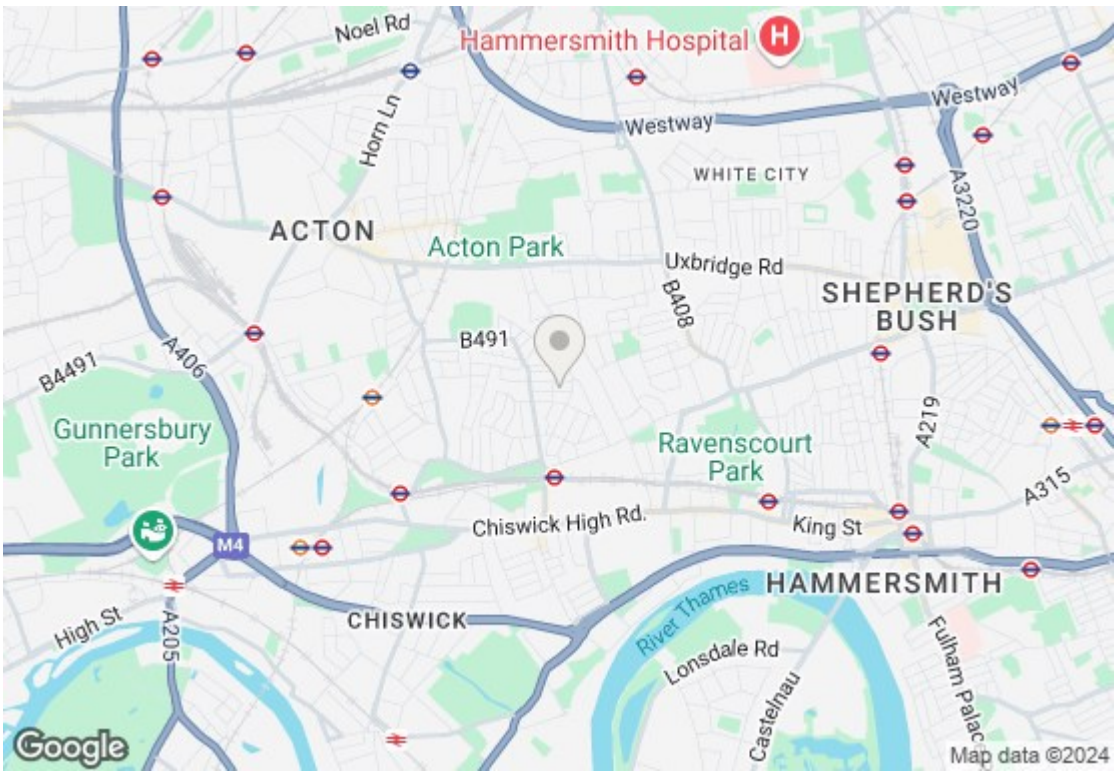 Noel Rd
Hammersmith Hospital
H
Horn Ln
Westway
Westway
WHITE CITY
A3220
ACTON
Acton Park
Uxbridge Rd
B408
SHEPHERD'S
BUSH
B491
A406
B4491
Gunnersbury
Park
A219
Ravenscourt
Park
A315
Chiswick High Rd.
King St
M4
HAMMERSMITH
River Thames
High St
A205
CHISWICK
Lonsdale Rd
Castelnau
Fulham Palac
Google
Map data ©2024